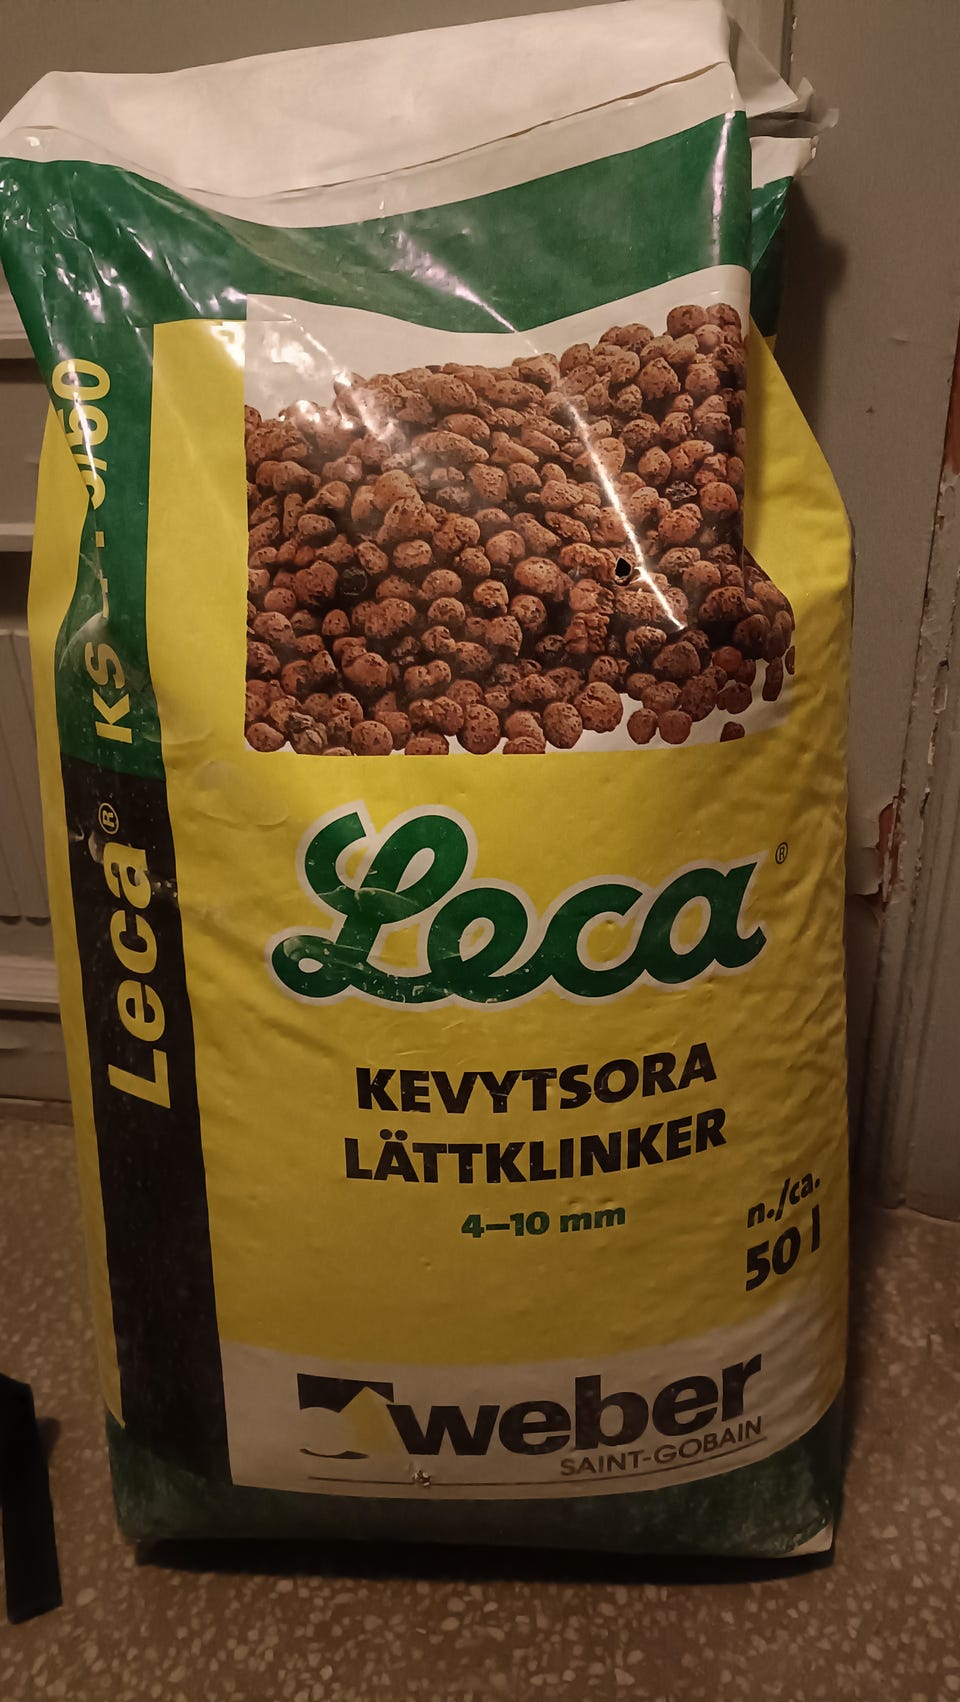 Leca®
KEVYTSORA
LÄTTKLINKER
4–10 mm
n./ca.
50 l
weber
SAINT-GOBAIN
Leca® KS